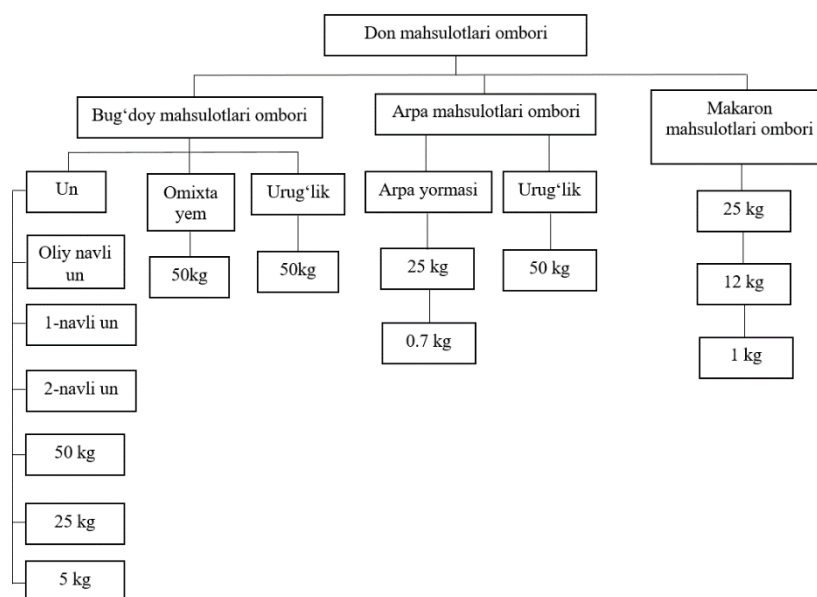 Don mahsulotlari ombori
Bug‘doy mahsulotlari ombori
Arpa mahsulotlari ombori
Makaron
mahsulotlari ombori
Un
Omixta
yem
Urug‘lik
Arpa yormasi
Urug‘lik
25 kg
Oliy navli
un
50kg
50kg
25 kg
50 kg
12 kg
1-navli un
0.7 kg
1 kg
2-navli un
50 kg
25 kg
5 kg